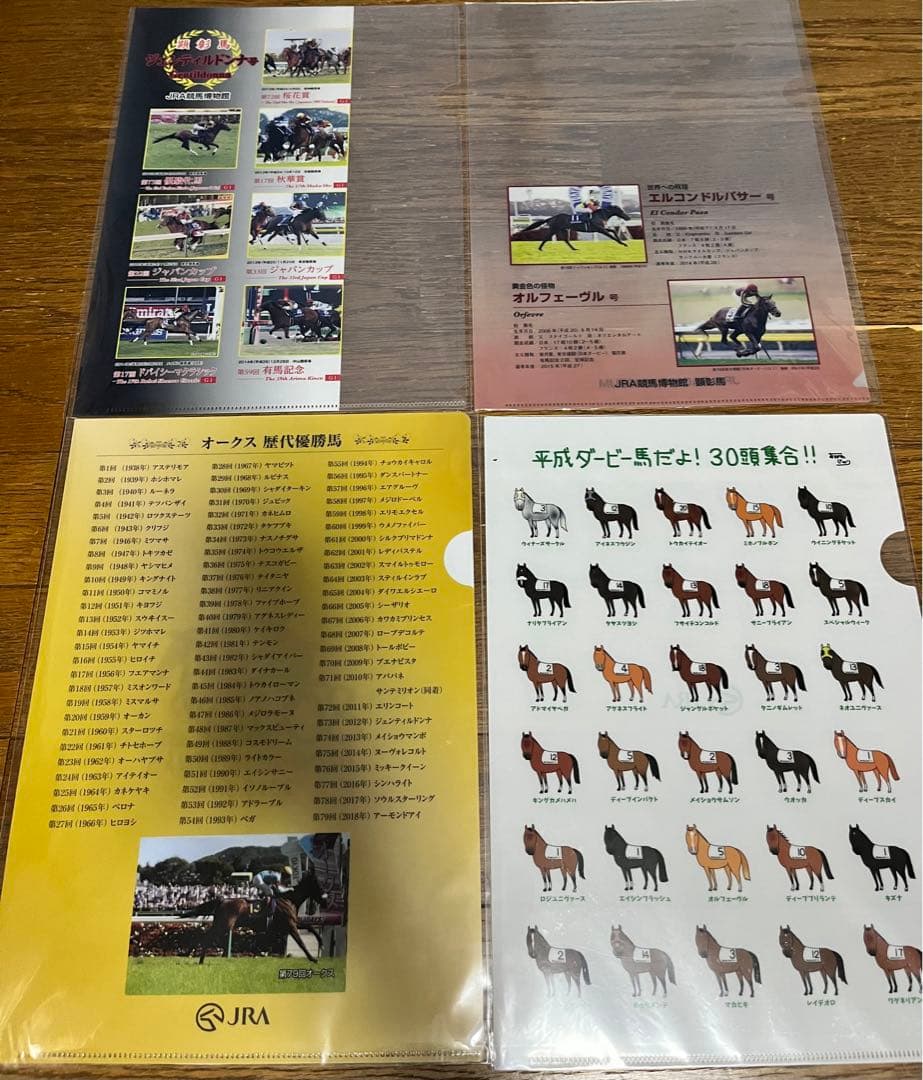 顕彰馬
ジェンティルドンナ号
Gentildonna
JRA競馬博物館
第72回 桜花賞
第73回 優駿牝馬
第17回 秋華賞
第32回 ジャパンカップ
第33回 ジャパンカップ
第17回 ドバイシーマクラシック
第59回 有馬記念
世界への飛翔
エルコンドルパサー 号
El Condor Pasa
黄金色の怪物
オルフェーヴル 号
Orfevre
JRA競馬博物館 顕彰馬
オークス 歴代優勝馬
第1回 (1938年) アステリモア
第2回 (1939年) ホシホマレ
第3回 (1940年) ルーネラ
第4回 (1941年) テツバンザイ
第5回 (1942年) ロックステーツ
第6回 (1943年) クリフジ
第7回 (1946年) ミツマサ
第8回 (1947年) トキツカゼ
第9回 (1948年) ヤシマヒメ
第10回 (1949年) キングナイト
第11回 (1950年) コマミノル
第12回 (1951年) キヨフジ
第13回 (1952年) スウヰイスー
第14回 (1953年) ジツホマレ
第15回 (1954年) ヤマイチ
第16回 (1955年) ヒロイチ
第17回 (1956年) フエアマンナ
第18回 (1957年) ミスオンワード
第19回 (1958年) ミスマルサ
第20回 (1959年) オーカン
第21回 (1960年) スターロツチ
第22回 (1961年) チトセホープ
第23回 (1962年) オーハヤブサ
第24回 (1963年) アイテイオー
第25回 (1964年) カネケヤキ
第26回 (1965年) ベロナ
第27回 (1966年) ヒロヨシ
第28回 (1967年) ヤマピツト
第29回 (1968年) ルピナス
第30回 (1969年) シャダイターキン
第31回 (1970年) ジュピック
第32回 (1971年) カネヒムロ
第33回 (1972年) タケフブキ
第34回 (1973年) ナスノチグサ
第35回 (1974年) トウコウエルザ
第36回 (1975年) テスコガビー
第37回 (1976年) テイタニヤ
第38回 (1977年) リニアクイン
第39回 (1978年) ファイブホープ
第40回 (1979年) アグネスレディー
第41回 (1980年) ケイキロク
第42回 (1981年) テンモン
第43回 (1982年) シャダイアイバー
第44回 (1983年) ダイナカール
第45回 (1984年) トウカイローマン
第46回 (1985年) ノアノハコブネ
第47回 (1986年) メジロラモーヌ
第48回 (1987年) マックスビューティ
第49回 (1988年) コスモドリーム
第50回 (1989年) ライトカラー
第51回 (1990年) エイシンサニー
第52回 (1991年) イソノルーブル
第53回 (1992年) アドラーブル
第54回 (1993年) ベガ
第55回 (1994年) チョウカイキャロル
第56回 (1995年) ダンスパートナー
第57回 (1996年) エアグルーヴ
第58回 (1997年) メジロドーベル
第59回 (1998年) エリモエクセル
第60回 (1999年) ウメノファイバー
第61回 (2000年) シルクプリマドンナ
第62回 (2001年) レディパステル
第63回 (2002年) スマイルトゥモロー
第64回 (2003年) スティルインラブ
第65回 (2004年) ダイワエルシエーロ
第66回 (2005年) シーザリオ
第67回 (2006年) カワカミプリンセス
第68回 (2007年) ローブデコルテ
第69回 (2008年) トールポピー
第70回 (2009年) ブエナビスタ
第71回 (2010年) アパパネ
サンテミリオン(同着)
第72回 (2011年) エリンコート
第73回 (2012年) ジェンティルドンナ
第74回 (2013年) メイショウマンボ
第75回 (2014年) ヌーヴォレコルト
第76回 (2015年) ミッキークイーン
第77回 (2016年) シンハライト
第78回 (2017年) ソウルスターリング
第79回 (2018年) アーモンドアイ
第79回オークス
JRA
平成ダービー馬だよ! 30頭集合!!
ウィナーズサークル
アイネスフウジン
トウカイテイオー
ミホノブルボン
ウイニングチケット
ナリタブライアン
タヤスツヨシ
フサイチコンコルド
サニーブライアン
スペシャルウィーク
アドマイヤベガ
アグネスフライト
ジャングルポケット
タニノギムレット
ネオユニヴァース
キングカメハメハ
ディープインパクト
メイショウサムソン
ウオッカ
ディープスカイ
ロジユニヴァース
エイシンフラッシュ
オルフェーヴル
ディープブリランテ
キズナ
マカヒキ
レイデオロ
ワグネリアン